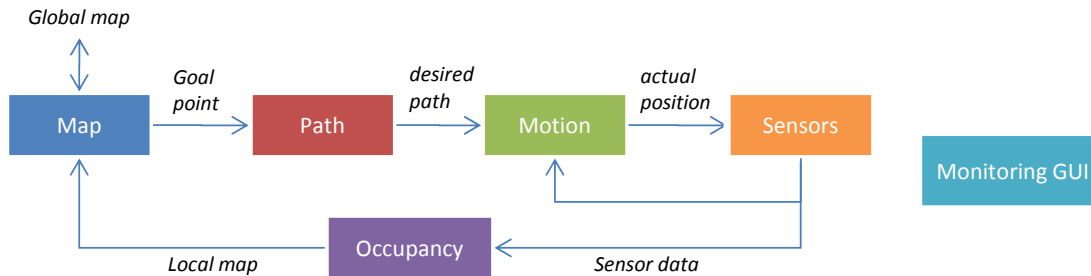 Global map
Goal
point
desired
path
actual
position
Map
Path
Motion
Sensors
Monitoring GUI
Occupancy
Local map
Sensor data